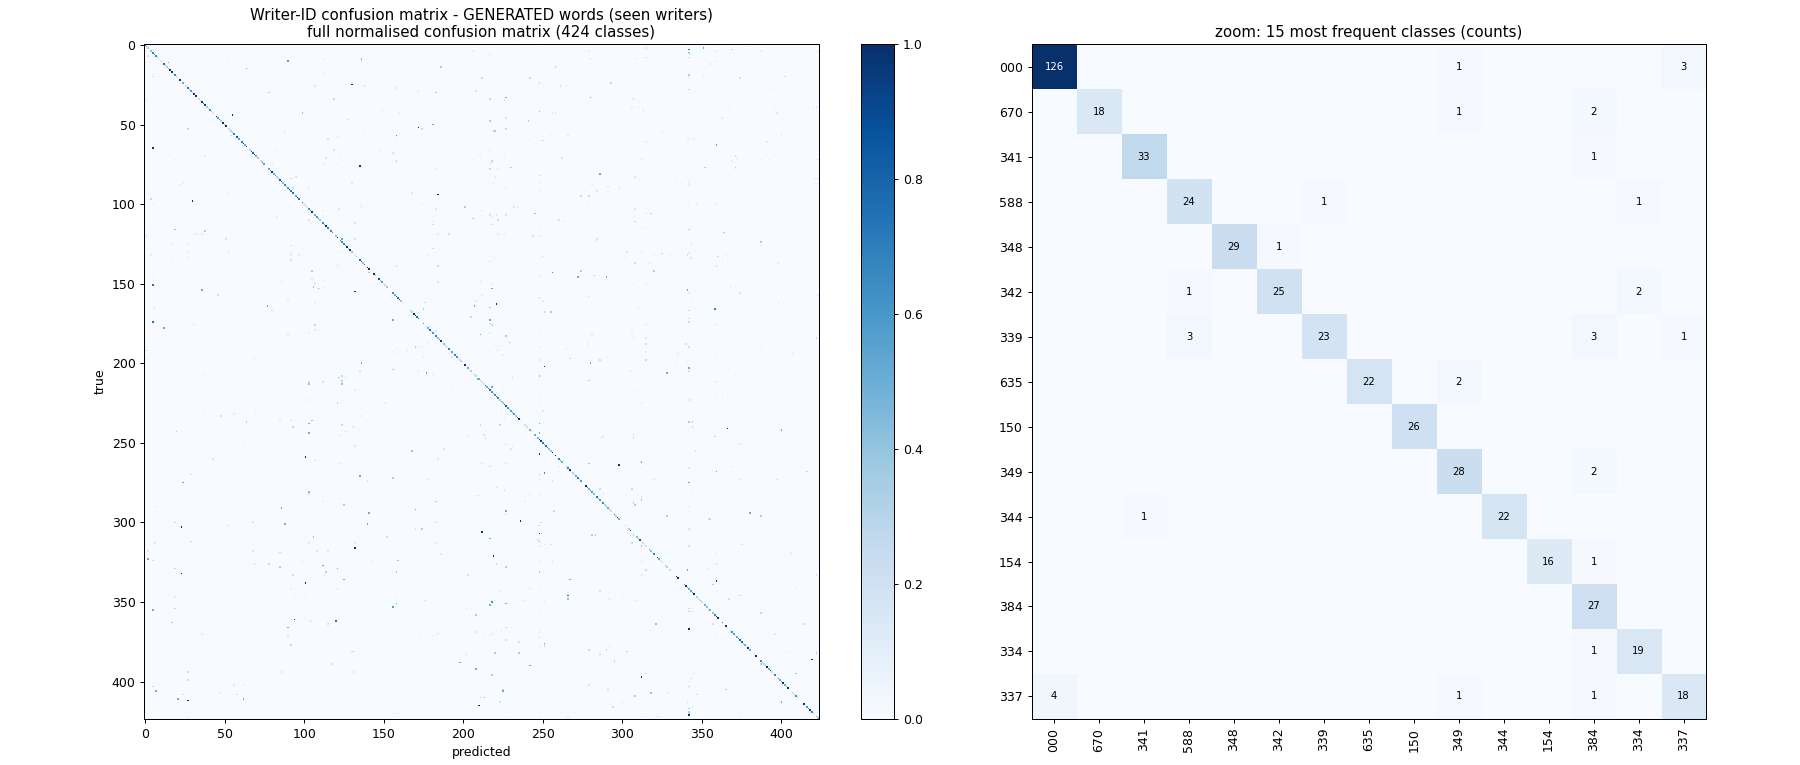 Writer-ID confusion matrix - GENERATED words (seen writers)
full normalised confusion matrix (424 classes)
0
50
100
150
200
250
300
350
400
true
0 50 100 150 200 250 300 350 400
predicted
1.0
0.8
0.6
0.4
0.2
0.0
zoom: 15 most frequent classes (counts)
000 126 1 3
670 18 1 2
341 33 1
588 24 1 1
348 29 1
342 1 25 2
339 3 23 3 1
635 22 2
150 26
349 28 2
344 1 22
154 16 1
384 27
334 1 19
337 4 1 1 18
000 670 341 588 348 342 339 635 150 349 344 154 384 334 337